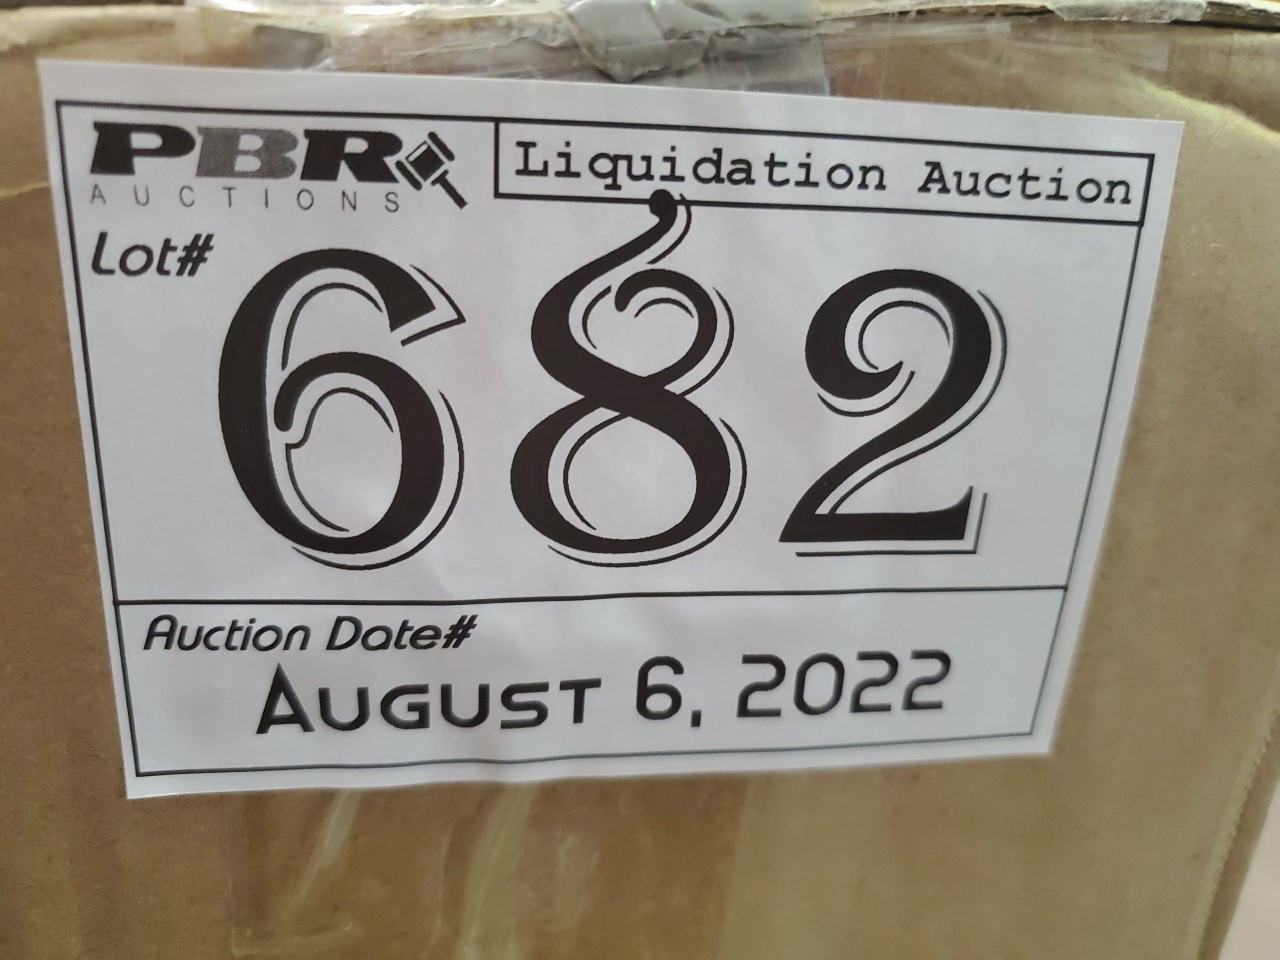 PBR
AUCTIONS
Liquidation Auction
Lot#
682
Auction Date#
August 6, 2022